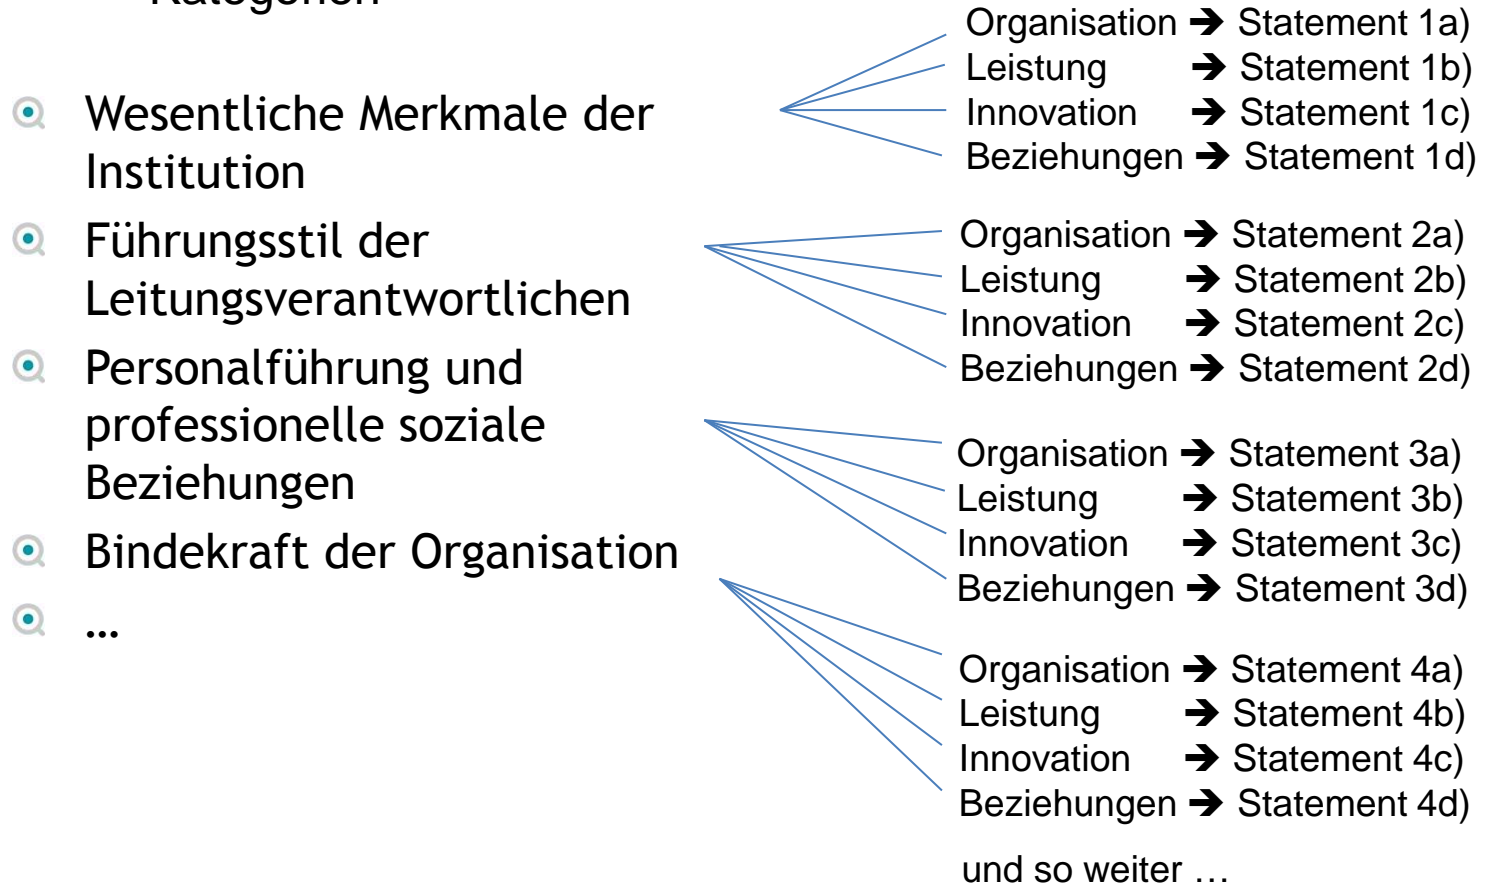 Kategorien
Wesentliche Merkmale der
Institution
Führungsstil der
Leitungsverantwortlichen
Personalführung und
professionelle soziale
Beziehungen
Bindekraft der Organisation
...
Organisation ➔ Statement 1a)
Leistung ➔ Statement 1b)
Innovation ➔ Statement 1c)
Beziehungen ➔ Statement 1d)
Organisation ➔ Statement 2a)
Leistung ➔ Statement 2b)
Innovation ➔ Statement 2c)
Beziehungen ➔ Statement 2d)
Organisation ➔ Statement 3a)
Leistung ➔ Statement 3b)
Innovation ➔ Statement 3c)
Beziehungen ➔ Statement 3d)
Organisation ➔ Statement 4a)
Leistung ➔ Statement 4b)
Innovation ➔ Statement 4c)
Beziehungen ➔ Statement 4d)
und so weiter …